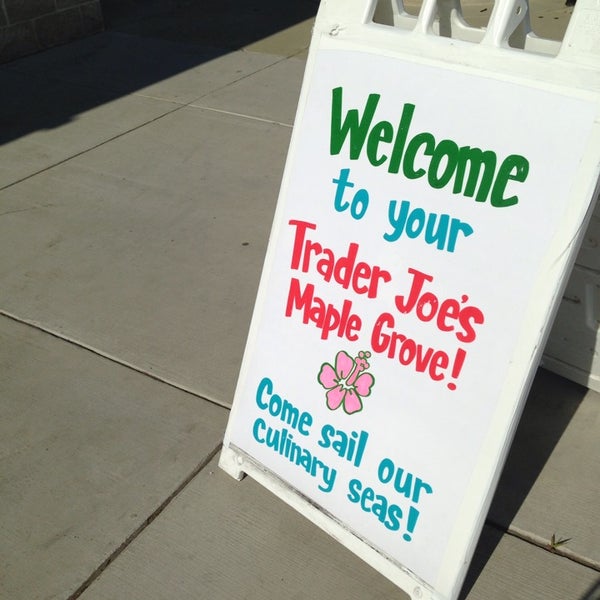 Welcome
to your
Trader Joe's
Maple Grove!
Come sail our
culinary seas!